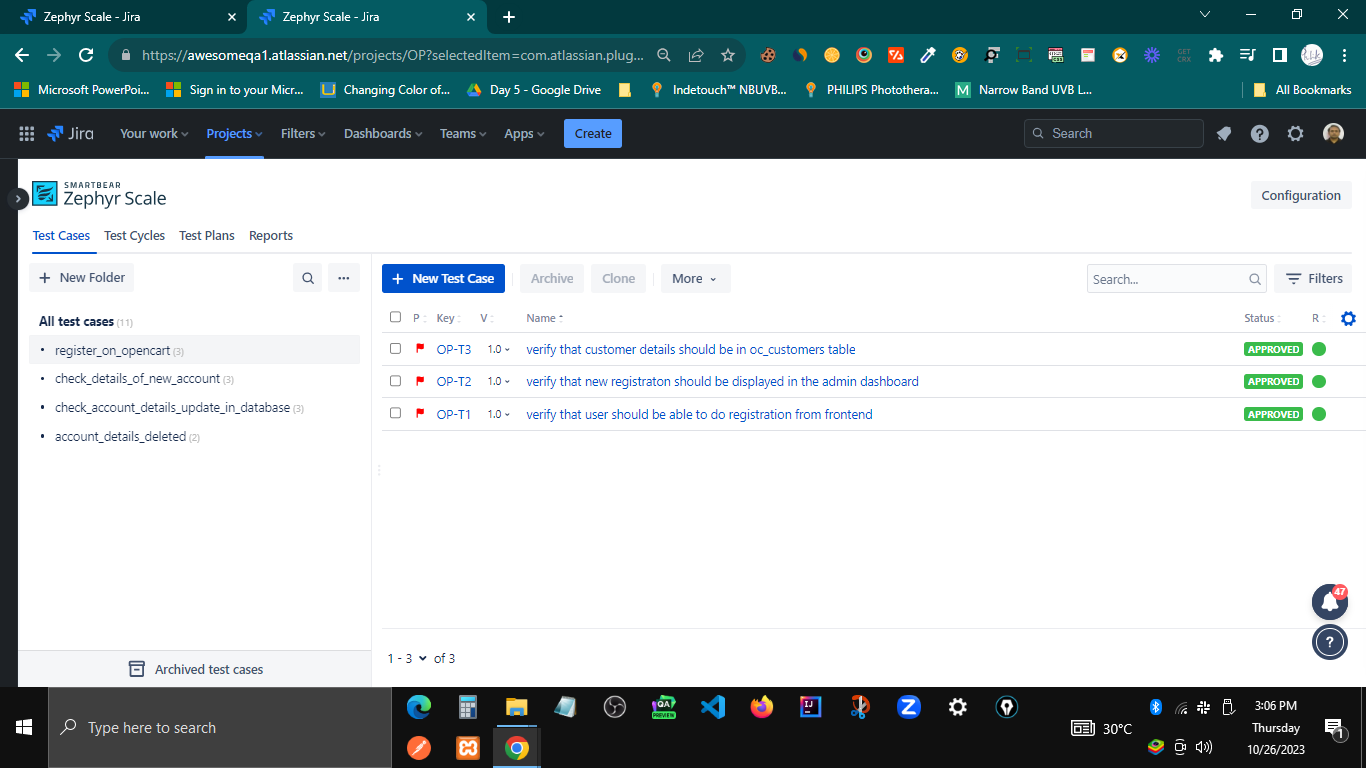 Zephyr Scale - Jira
Zephyr Scale - Jira
https://awesomeqa1.atlassian.net/projects/OP?selectedItem=com.atlassian.plug...
GET CRX
Microsoft PowerPoi...
Sign in to your Micr...
Changing Color of...
Day 5 - Google Drive
Indetouch™ NBUVB...
PHILIPS Photothera...
Narrow Band UVB L...
All Bookmarks
Jira
Your work
Projects
Filters
Dashboards
Teams
Apps
Create
Search
SMARTBEAR
Zephyr Scale
Configuration
Test Cases
Test Cycles
Test Plans
Reports
+ New Folder
...
+ New Test Case
Archive
Clone
More
Search...
Filters
All test cases (11)
P Key V Name Status R
• register_on_opencart (3)
• check_details_of_new_account (3)
• check_account_details_update_in_database (3)
• account_details_deleted (2)
OP-T3 1.0 verify that customer details should be in oc_customers table APPROVED
OP-T2 1.0 verify that new registraton should be displayed in the admin dashboard APPROVED
OP-T1 1.0 verify that user should be able to do registration from frontend APPROVED
47
?
1 - 3 of 3
Archived test cases
Type here to search
QA
PREVIEW
IJ
30°C
3:06 PM
Thursday
10/26/2023
1